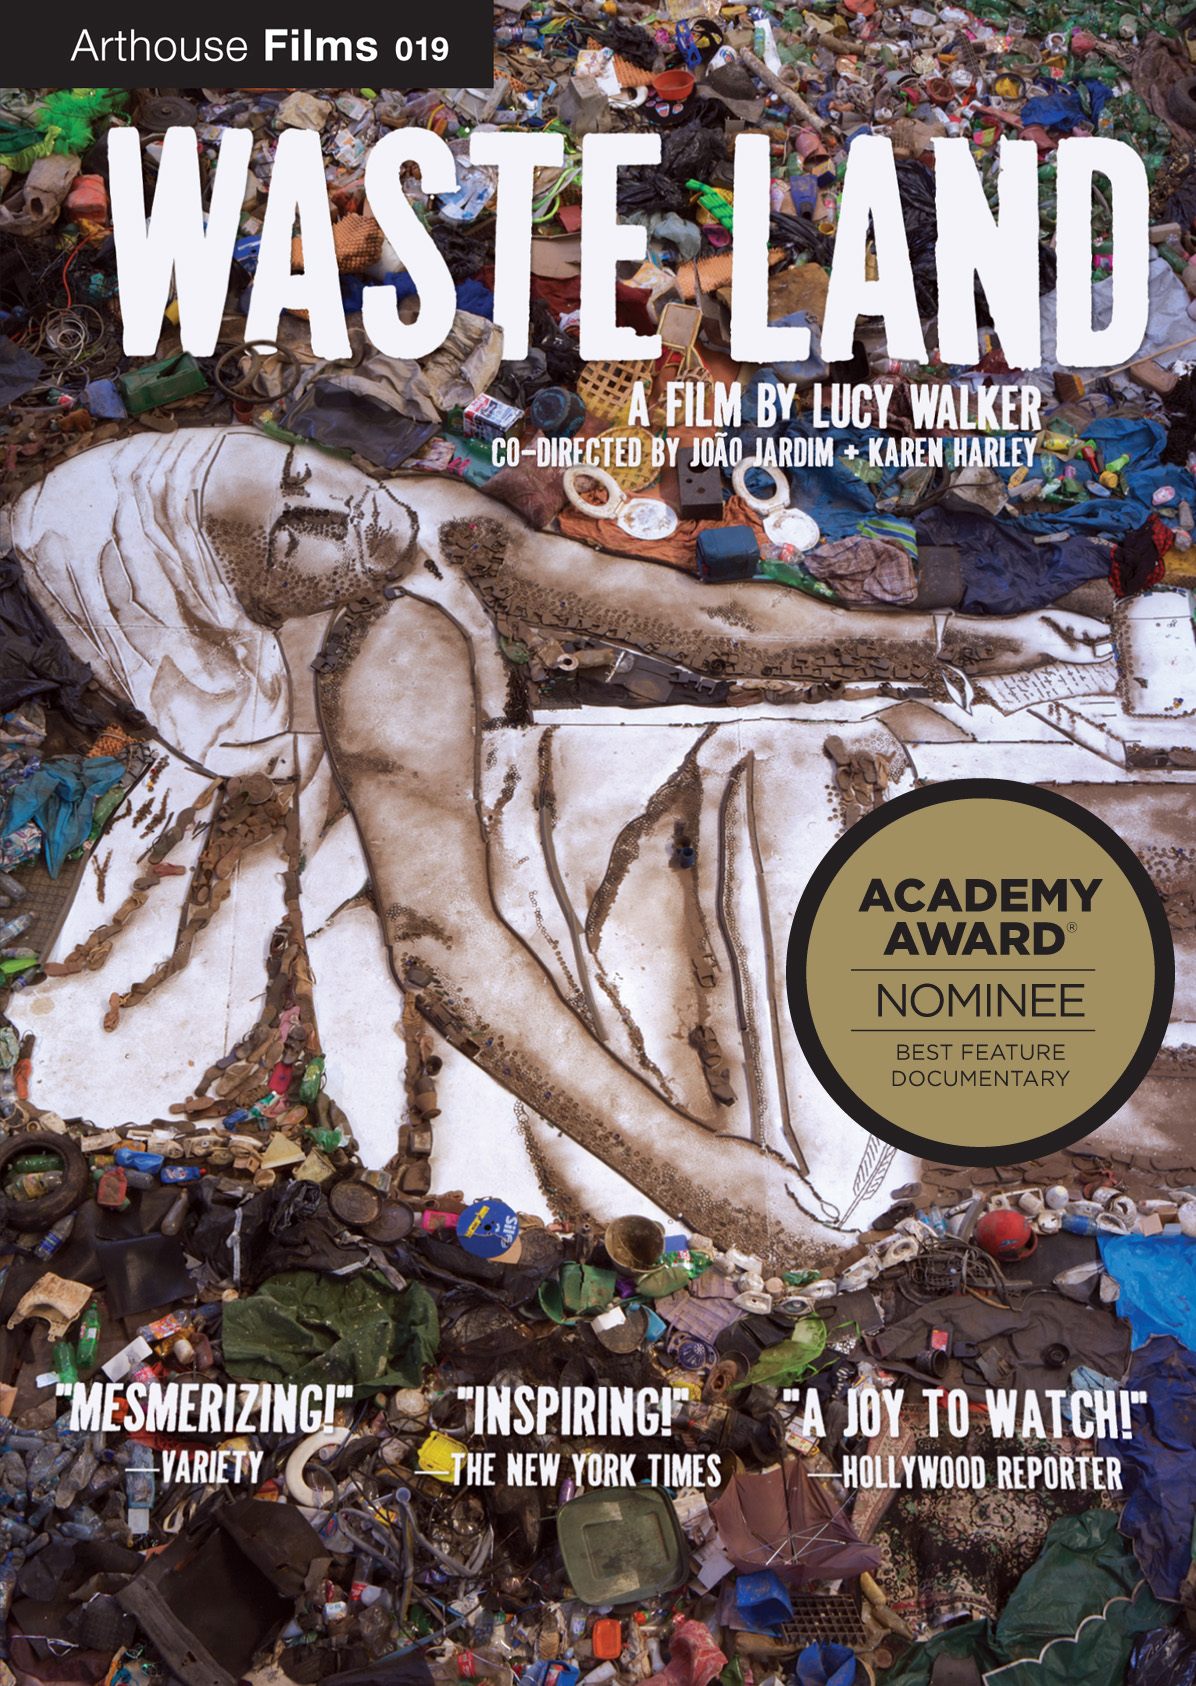 Arthouse Films 019
WASTE LAND
A FILM BY LUCY WALKER
CO-DIRECTED BY JOÃO JARDIM + KAREN HARLEY
ACADEMY
AWARD®
NOMINEE
BEST FEATURE
DOCUMENTARY
"MESMERIZING!" "INSPIRING!" "A JOY TO WATCH!"
—VARIETY —THE NEW YORK TIMES —HOLLYWOOD REPORTER